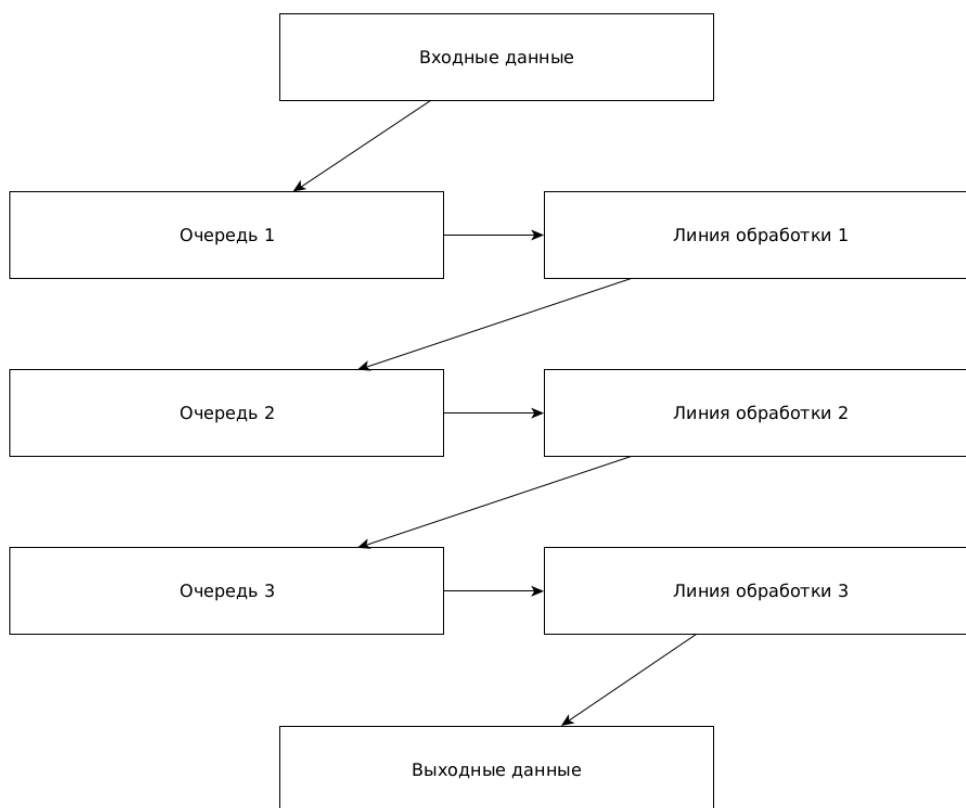 Входные данные
Очередь 1
Линия обработки 1
Очередь 2
Линия обработки 2
Очередь 3
Линия обработки 3
Выходные данные